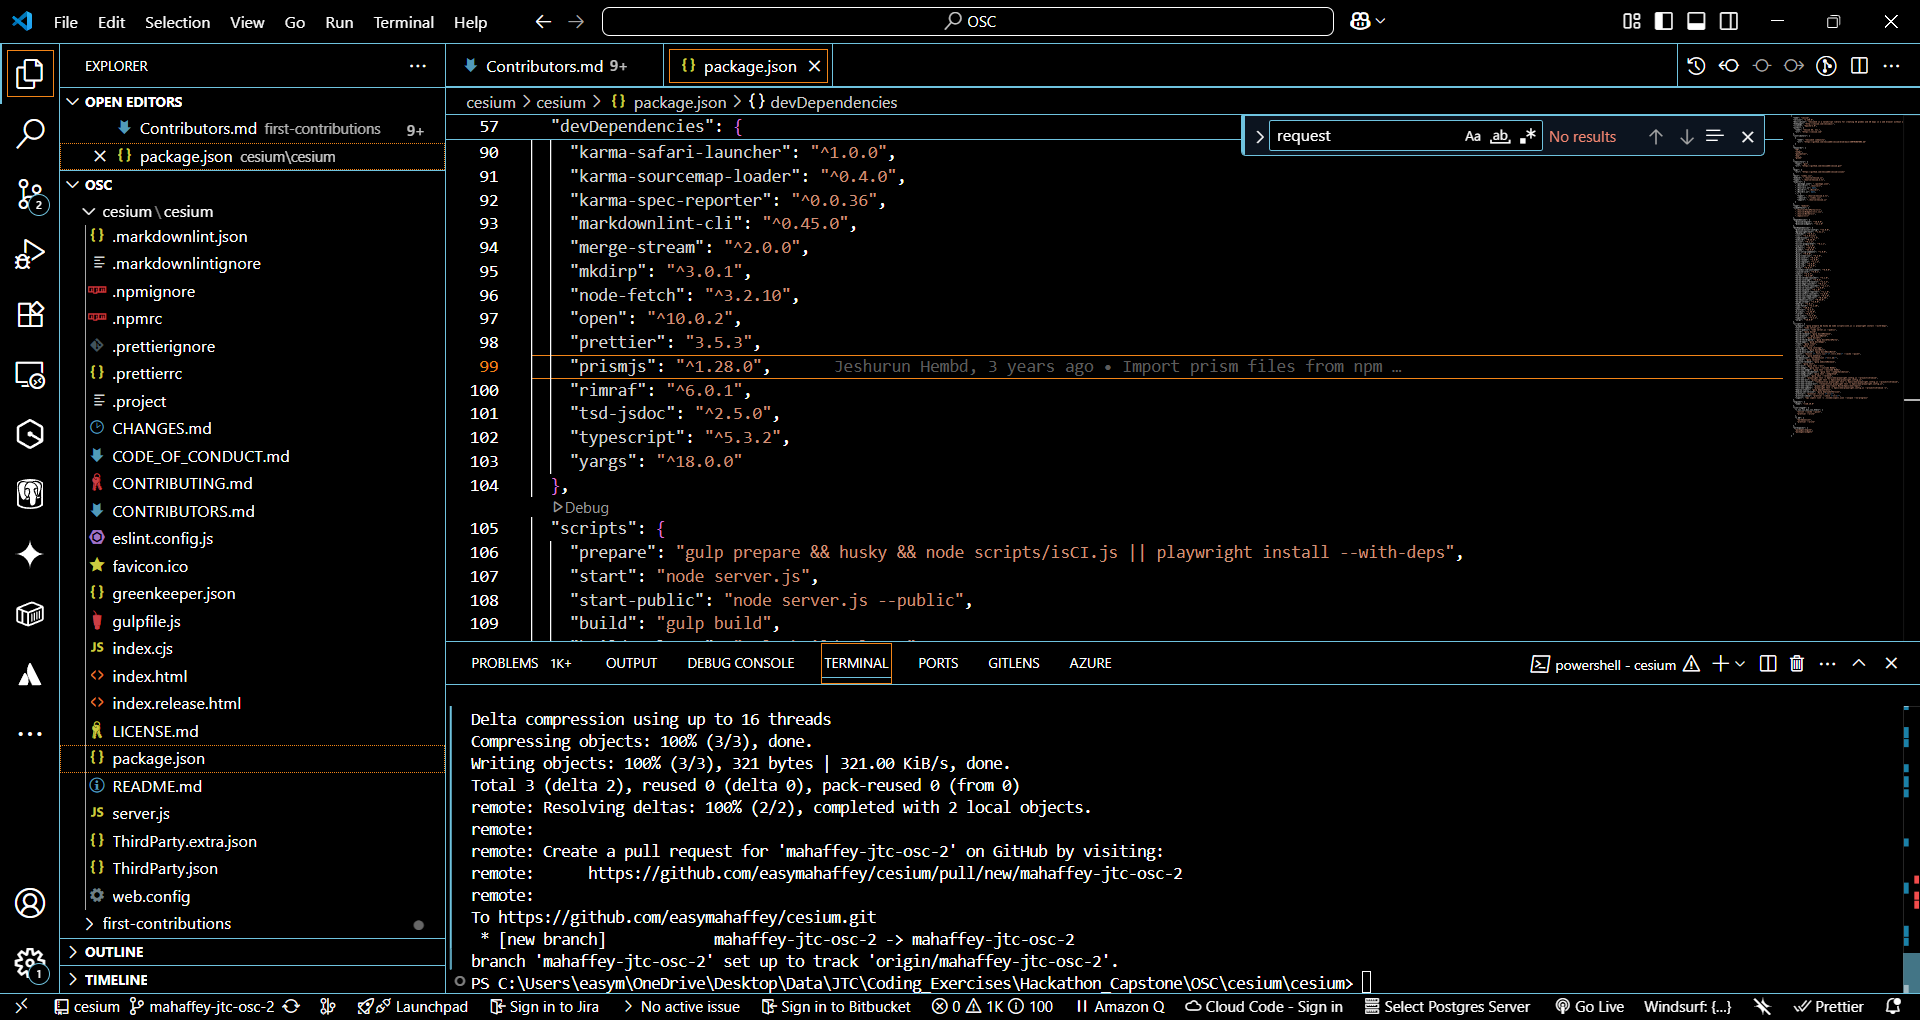 File Edit Selection View Go Run Terminal Help
OSC
EXPLORER
OPEN EDITORS
Contributors.md first-contributions 9+
package.json cesium\cesium
OSC
cesium \ cesium
.markdownlint.json
.markdownlintignore
.npmignore
.npmrc
.prettierignore
.prettierrc
.project
CHANGES.md
CODE_OF_CONDUCT.md
CONTRIBUTING.md
CONTRIBUTORS.md
eslint.config.js
favicon.ico
greenkeeper.json
gulpfile.js
index.cjs
index.html
index.release.html
LICENSE.md
package.json
README.md
server.js
ThirdParty.extra.json
ThirdParty.json
web.config
first-contributions
OUTLINE
TIMELINE
2
1
Contributors.md 9+
package.json
cesium > cesium > {} package.json > {} devDependencies
request
Aa ab .*
No results
57 "devDependencies": {
90 "karma-safari-launcher": "^1.0.0",
91 "karma-sourcemap-loader": "^0.4.0",
92 "karma-spec-reporter": "^0.0.36",
93 "markdownlint-cli": "^0.45.0",
94 "merge-stream": "^2.0.0",
95 "mkdirp": "^3.0.1",
96 "node-fetch": "^3.2.10",
97 "open": "^10.0.2",
98 "prettier": "3.5.3",
99 "prismjs": "^1.28.0", Jeshurun Hembd, 3 years ago • Import prism files from npm …
100 "rimraf": "^6.0.1",
101 "tsd-jsdoc": "^2.5.0",
102 "typescript": "^5.3.2",
103 "yargs": "^18.0.0"
104 },
Debug
105 "scripts": {
106 "prepare": "gulp prepare && husky && node scripts/isCI.js || playwright install --with-deps",
107 "start": "node server.js",
108 "start-public": "node server.js --public",
109 "build": "gulp build",
PROBLEMS 1K+ OUTPUT DEBUG CONSOLE TERMINAL PORTS GITLENS AZURE
powershell - cesium
Delta compression using up to 16 threads
Compressing objects: 100% (3/3), done.
Writing objects: 100% (3/3), 321 bytes | 321.00 KiB/s, done.
Total 3 (delta 2), reused 0 (delta 0), pack-reused 0 (from 0)
remote: Resolving deltas: 100% (2/2), completed with 2 local objects.
remote:
remote: Create a pull request for 'mahaffey-jtc-osc-2' on GitHub by visiting:
remote: https://github.com/easymahaffey/cesium/pull/new/mahaffey-jtc-osc-2
remote:
To https://github.com/easymahaffey/cesium.git
* [new branch] mahaffey-jtc-osc-2 -> mahaffey-jtc-osc-2
branch 'mahaffey-jtc-osc-2' set up to track 'origin/mahaffey-jtc-osc-2'.
PS C:\Users\easym\OneDrive\Desktop\Data\JTC\Coding_Exercises\Hackathon_Capstone\OSC\cesium\cesium>
cesium mahaffey-jtc-osc-2 Launchpad Sign in to Jira No active issue Sign in to Bitbucket 0 1K 100 Amazon Q Cloud Code - Sign in Select Postgres Server Go Live Windsurf: {...} Prettier